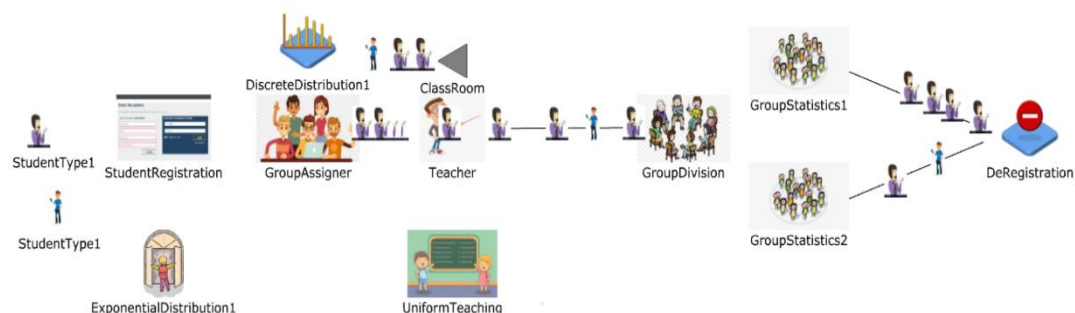 DiscreteDistribution1
ClassRoom
GroupStatistics1
StudentType1
StudentRegistration
GroupAssigner
Teacher
GroupDivision
DeRegistration
StudentType1
GroupStatistics2
ExponentialDistribution1
UniformTeaching